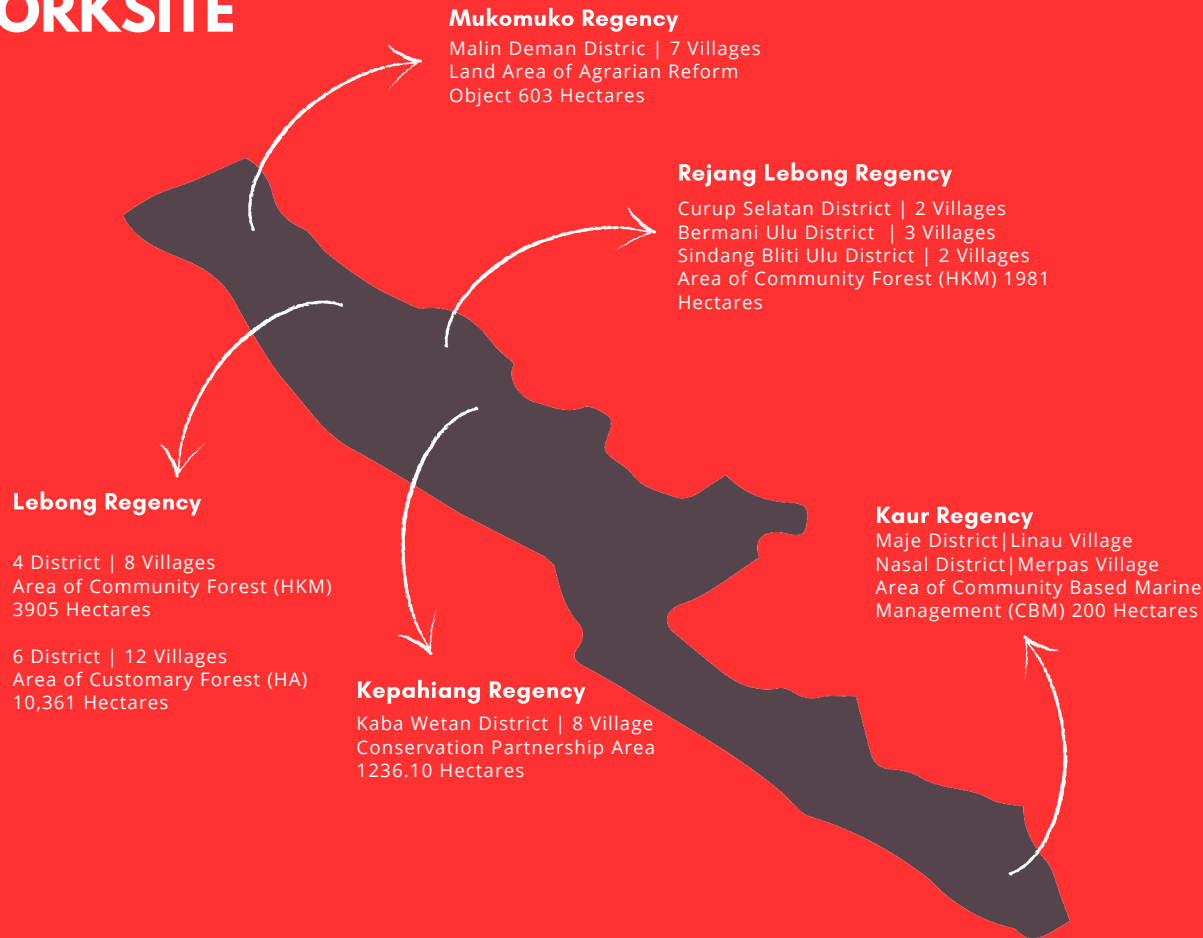 ORKSITE
Mukomuko Regency
Malin Deman Distric | 7 Villages
Land Area of Agrarian Reform
Object 603 Hectares
Rejang Lebong Regency
Curup Selatan District | 2 Villages
Bermani Ulu District | 3 Villages
Sindang Bliti Ulu District | 2 Villages
Area of Community Forest (HKM) 1981
Hectares
Lebong Regency
4 District | 8 Villages
Area of Community Forest (HKM)
3905 Hectares
6 District | 12 Villages
Area of Customary Forest (HA)
10,361 Hectares
Kepahiang Regency
Kaba Wetan District | 8 Village
Conservation Partnership Area
1236.10 Hectares
Kaur Regency
Maje District|Linau Village
Nasal District|Merpas Village
Area of Community Based Marine
Management (CBM) 200 Hectares